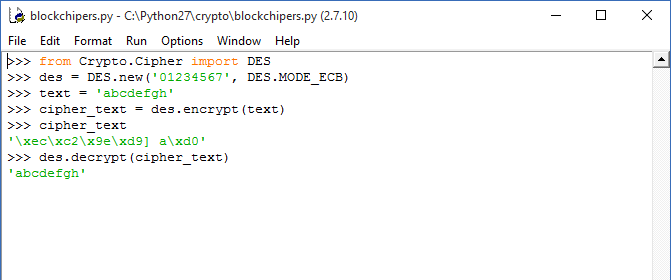 blockchipers.py - C:\Python27\crypto\blockchipers.py (2.7.10)
File Edit Format Run Options Window Help
>>> from Crypto.Cipher import DES
>>> des = DES.new('01234567', DES.MODE_ECB)
>>> text = 'abcdefgh'
>>> cipher_text = des.encrypt(text)
>>> cipher_text
'\xec\xc2\x9e\xd9] a\xd0'
>>> des.decrypt(cipher_text)
'abcdefgh'